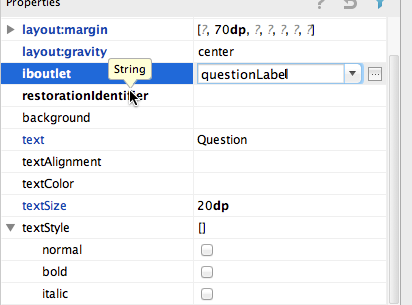 Properties
layout:margin [?, 70dp, ?, ?, ?, ?, ?]
layout:gravity center
iboutlet questionLabel
String
restorationIdentifier
background
text Question
textAlignment
textColor
textSize 20dp
textStyle []
normal
bold
italic